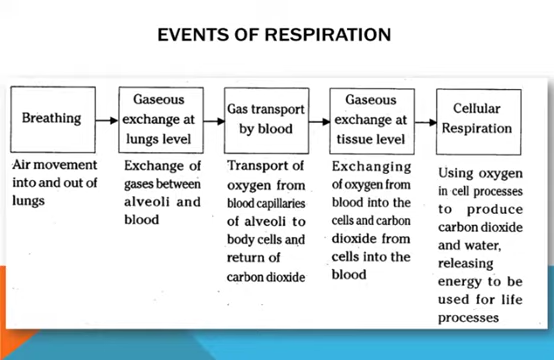 EVENTS OF RESPIRATION
Breathing
Air movement
into and out of
lungs
Gaseous
exchange at
lungs level
Exchange of
gases between
alveoli and
blood
Gas transport
by blood
Transport of
oxygen from
blood capillaries
of alveoli to
body cells and
return of
carbon dioxide
Gaseous
exchange at
tissue level
Exchanging
of oxygen from
blood into the
cells and carbon
dioxide from
cells into the
blood
Cellular
Respiration
Using oxygen
in cell processes
to produce
carbon dioxide
and water,
releasing
energy to be
used for life
processes